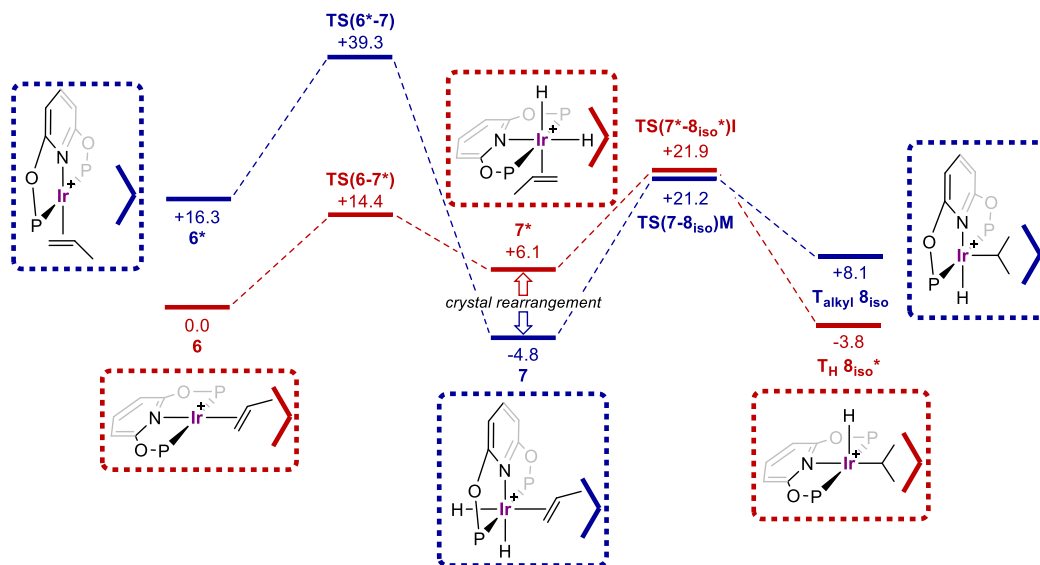 TS(6*-7)
+39.3
N
O
O
P
P
Ir
+
+16.3
6*
TS(6-7*)
+14.4
H
O
P
N
Ir
+
H
O
P
7*
+6.1
crystal rearrangement
-4.8
7
TS(7*-8iso*)I
+21.9
+21.2
TS(7-8iso)M
0.0
6
O
P
N
Ir
+
O
P
N
O
O
P
H
Ir
+
P
H
+8.1
Talkyl 8iso
N
O
O
P
Ir
+
P
H
-3.8
TH 8iso*
H
O
P
N
Ir
+
O
P